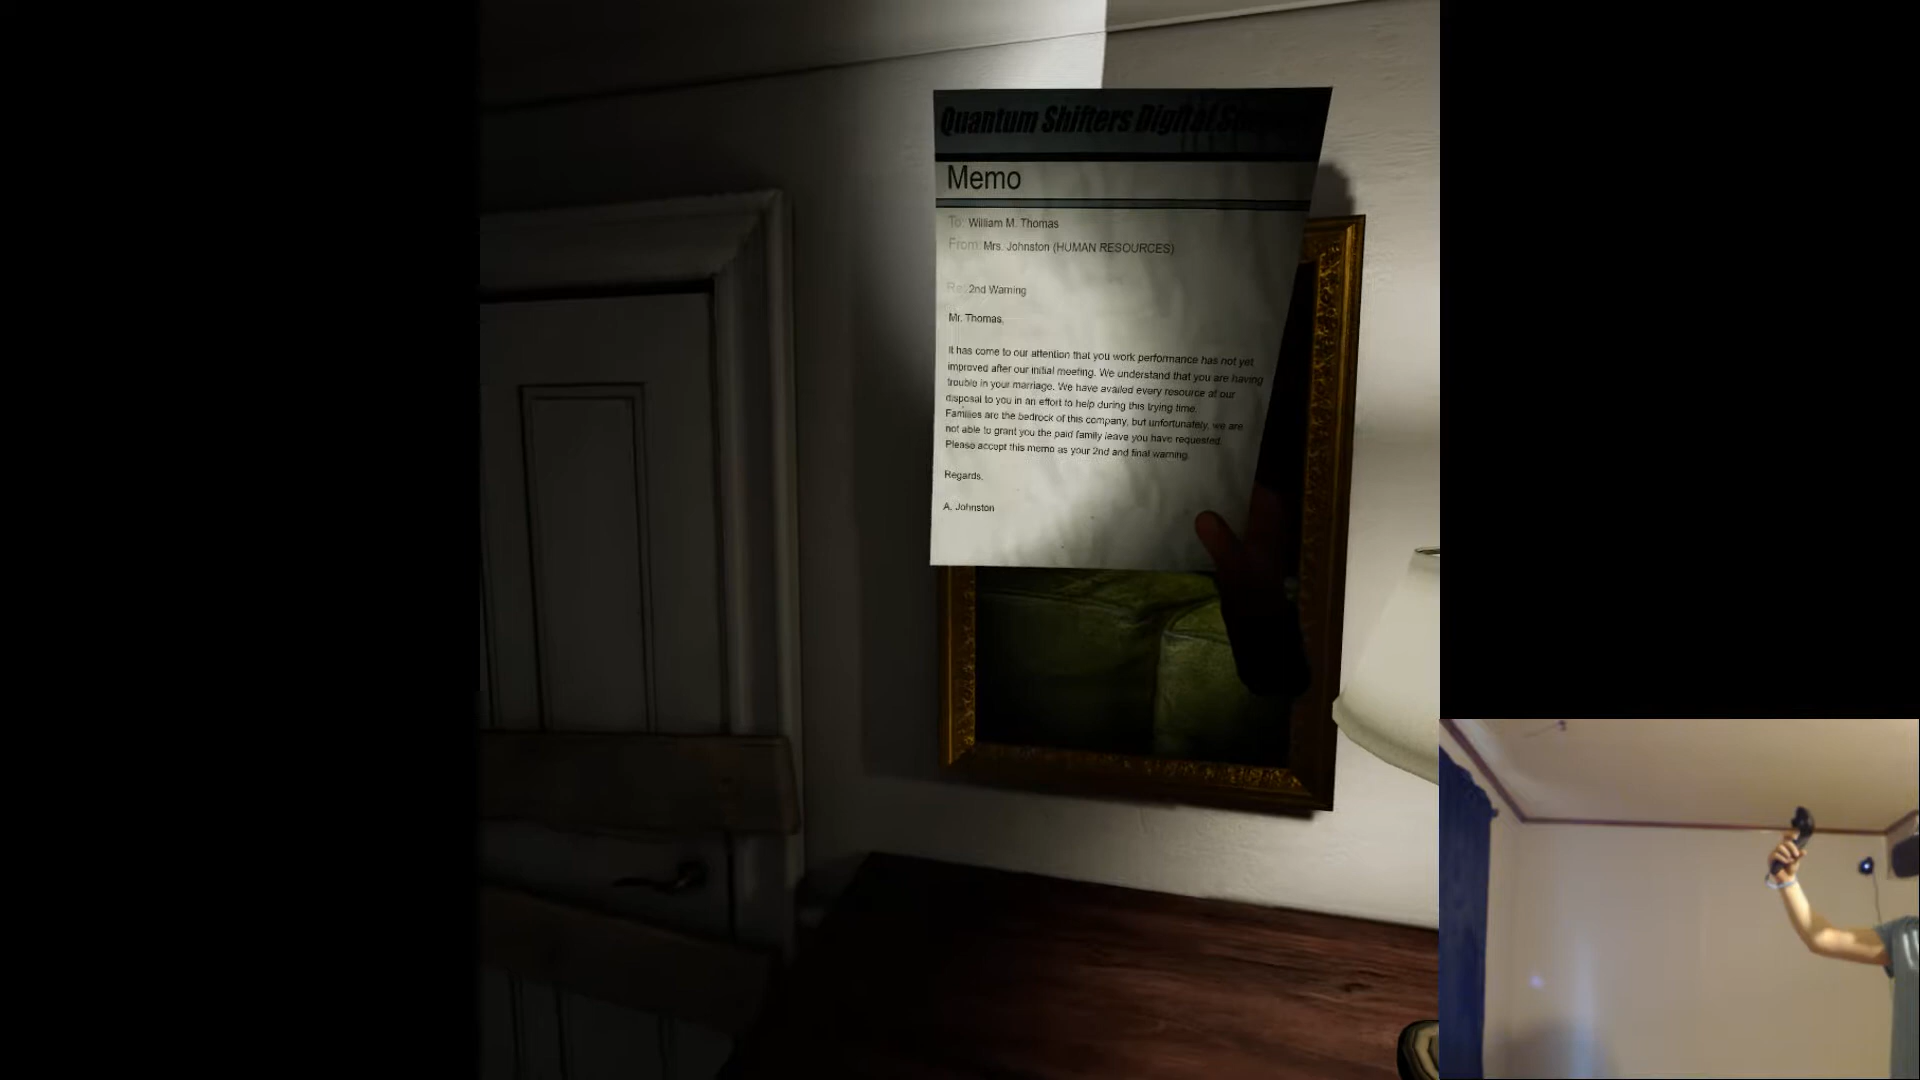 Quantum Shifters Digital
Memo
To: William M. Thomas
From: Mrs. Johnston (HUMAN RESOURCES)
Re: 2nd Warning
Mr. Thomas,
It has come to our attention that you work performance has not yet
improved after our initial meeting. We understand that you are having
trouble in your marriage. We have availed every resource at our
disposal to you in an effort to help during this trying time.
Families are the bedrock of this company, but unfortunately, we are
not able to grant you the paid family leave you have requested.
Please accept this memo as your 2nd and final warning.
Regards,
A. Johnston